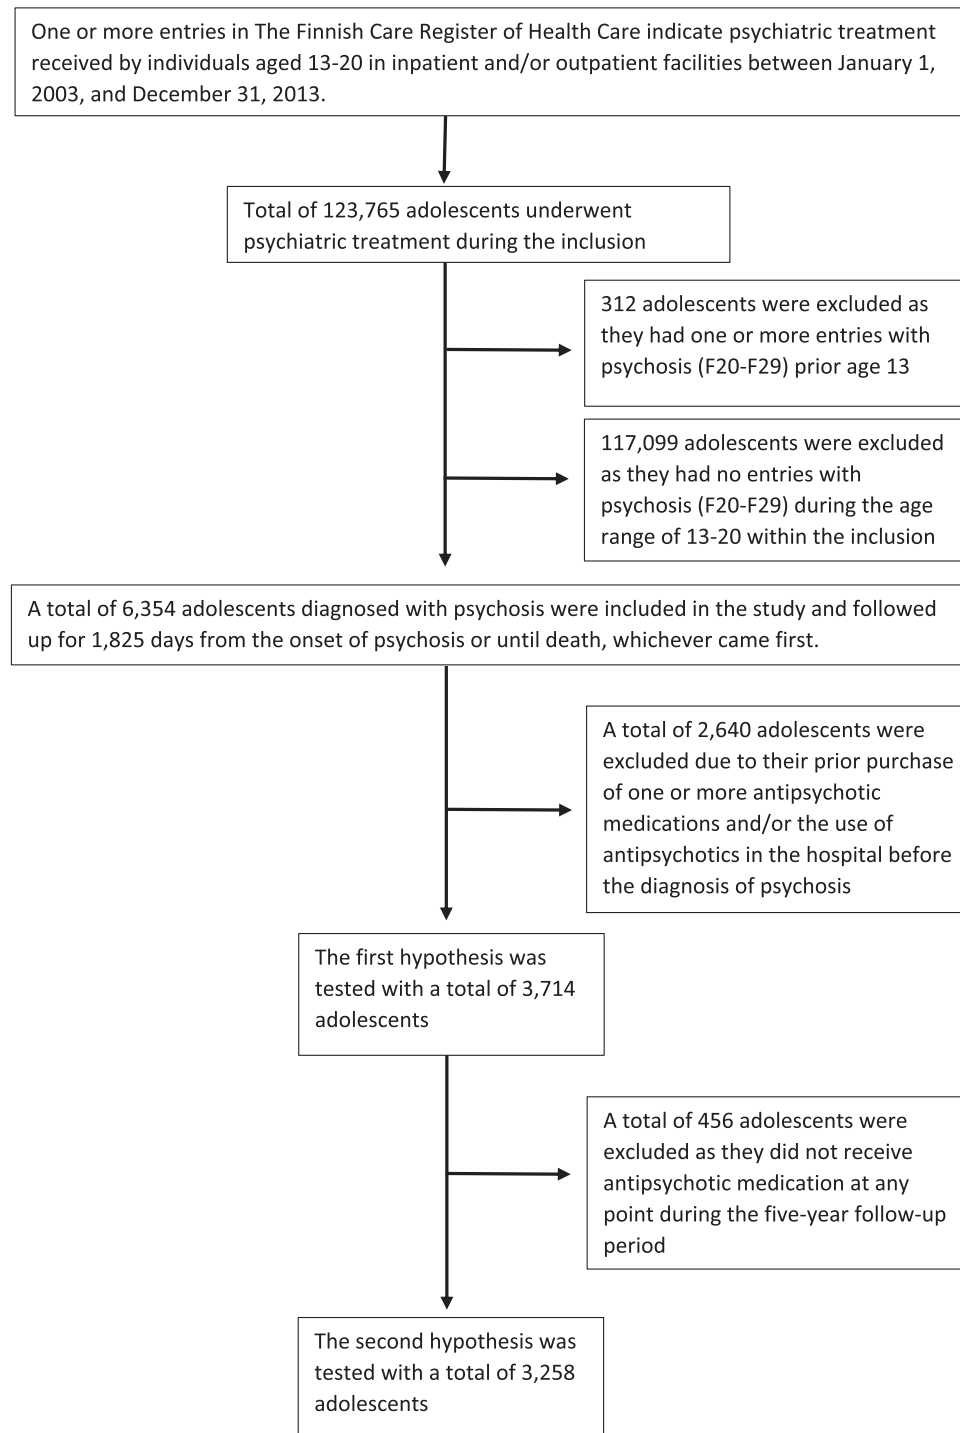 One or more entries in The Finnish Care Register of Health Care indicate psychiatric treatment
received by individuals aged 13-20 in inpatient and/or outpatient facilities between January 1,
2003, and December 31, 2013.
Total of 123,765 adolescents underwent
psychiatric treatment during the inclusion
312 adolescents were excluded as
they had one or more entries with
psychosis (F20-F29) prior age 13
117,099 adolescents were excluded
as they had no entries with
psychosis (F20-F29) during the age
range of 13-20 within the inclusion
A total of 6,354 adolescents diagnosed with psychosis were included in the study and followed
up for 1,825 days from the onset of psychosis or until death, whichever came first.
A total of 2,640 adolescents were
excluded due to their prior purchase
of one or more antipsychotic
medications and/or the use of
antipsychotics in the hospital before
the diagnosis of psychosis
The first hypothesis was
tested with a total of 3,714
adolescents
A total of 456 adolescents were
excluded as they did not receive
antipsychotic medication at any
point during the five-year follow-up
period
The second hypothesis was
tested with a total of 3,258
adolescents